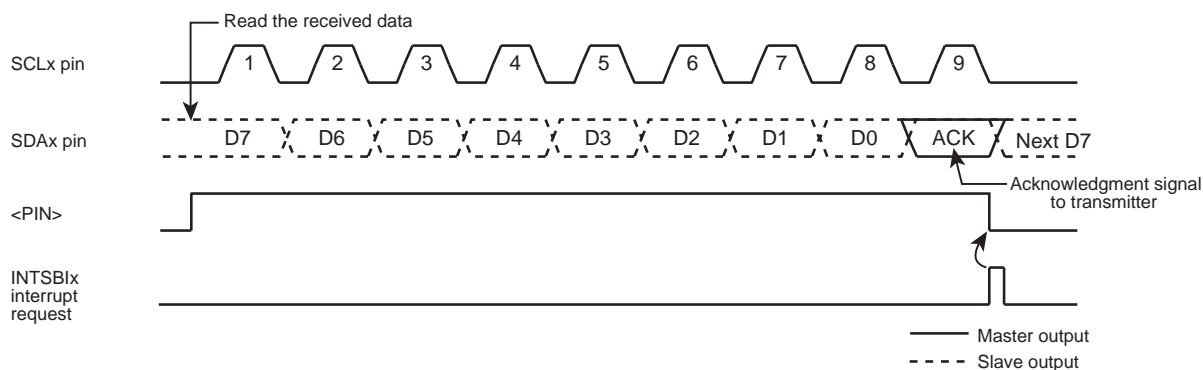 Read the received data
SCLx pin
1 2 3 4 5 6 7 8 9
SDAx pin
D7 D6 D5 D4 D3 D2 D1 D0 ACK Next D7
Acknowledgment signal
to transmitter
<PIN>
INTSBIx
interrupt
request
Master output
Slave output